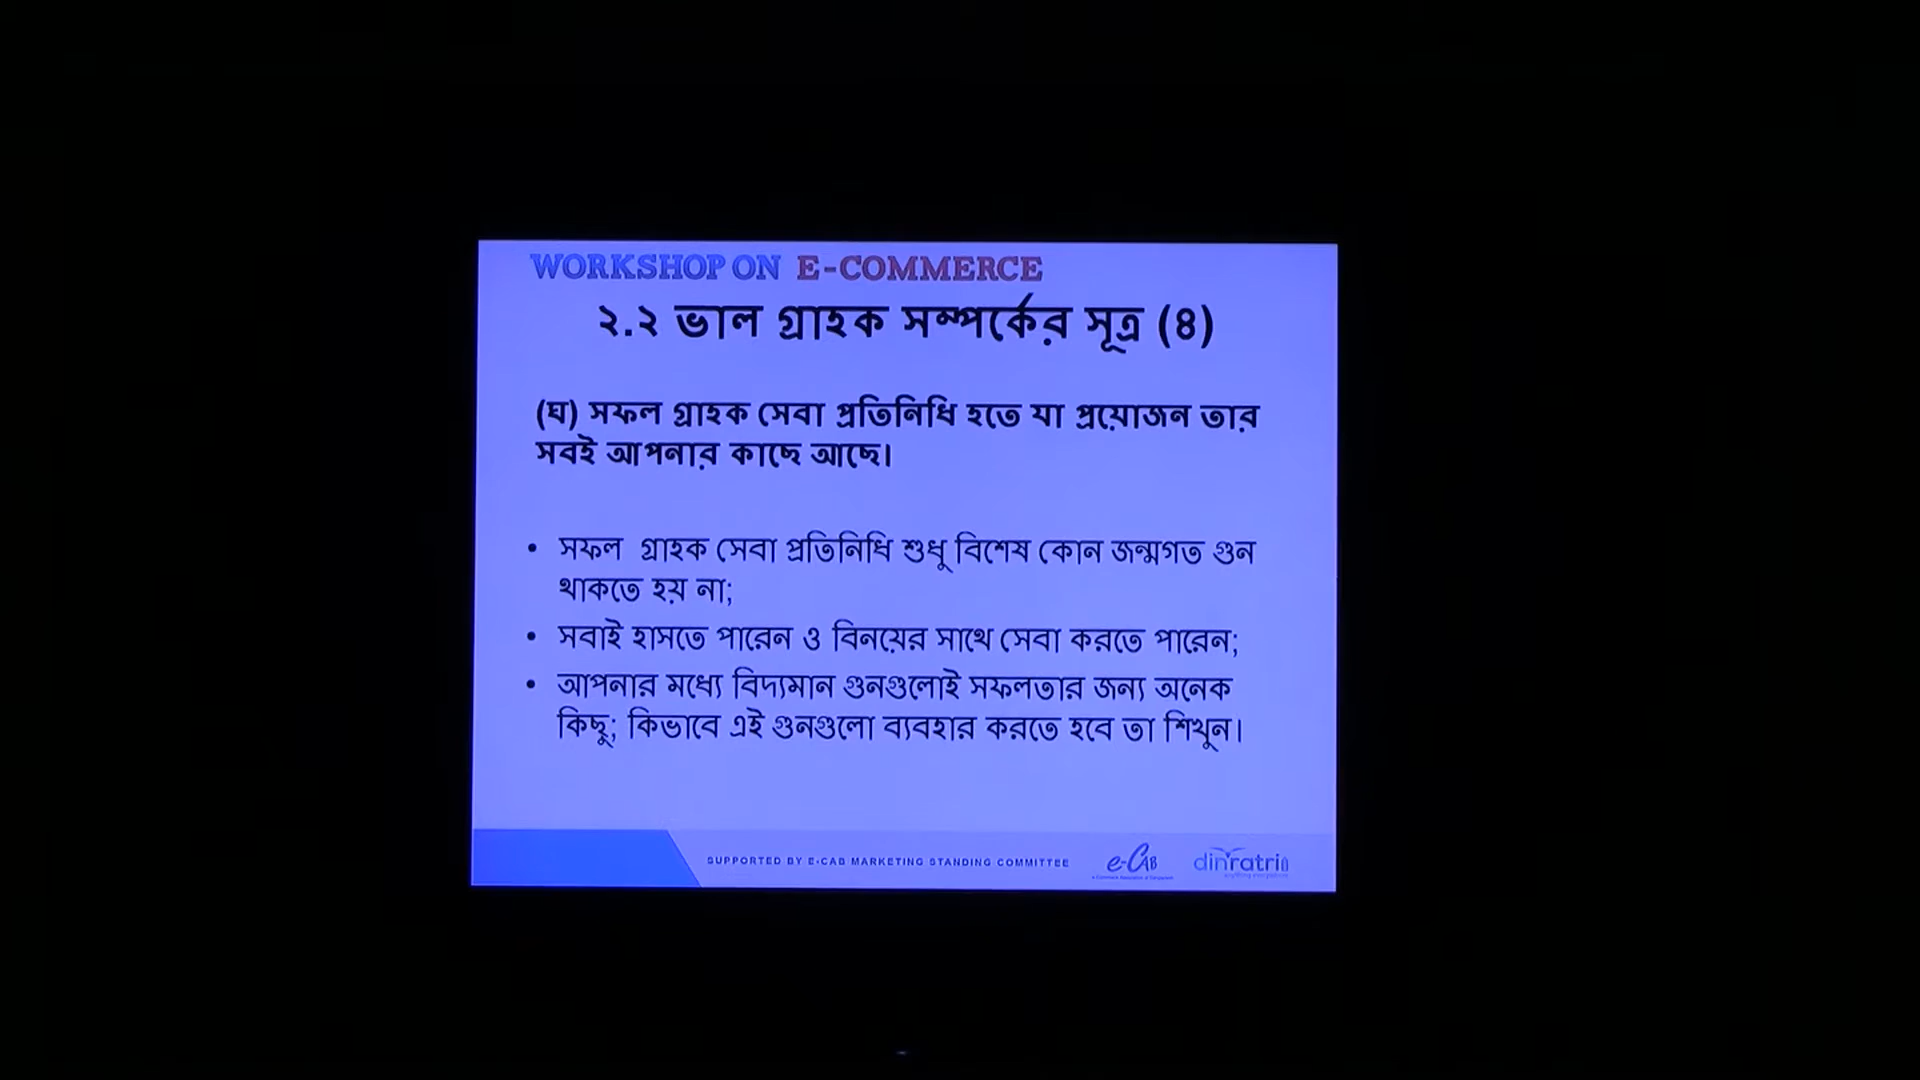 WORKSHOP ON E-COMMERCE
২.২ ভাল গ্রাহক সম্পর্কের সূত্র (৪)
(ঘ) সফল গ্রাহক সেবা প্রতিনিধি হতে যা প্রয়োজন তার
সবই আপনার কাছে আছে।
• সফল গ্রাহক সেবা প্রতিনিধি শুধু বিশেষ কোন জন্মগত গুন
থাকতে হয় না;
• সবাই হাসতে পারেন ও বিনয়ের সাথে সেবা করতে পারেন;
• আপনার মধ্যে বিদ্যমান গুনগুলোই সফলতার জন্য অনেক
কিছু; কিভাবে এই গুনগুলো ব্যবহার করতে হবে তা শিখুন।
SUPPORTED BY E-CAB MARKETING STANDING COMMITTEE
e-CAB
dinratri